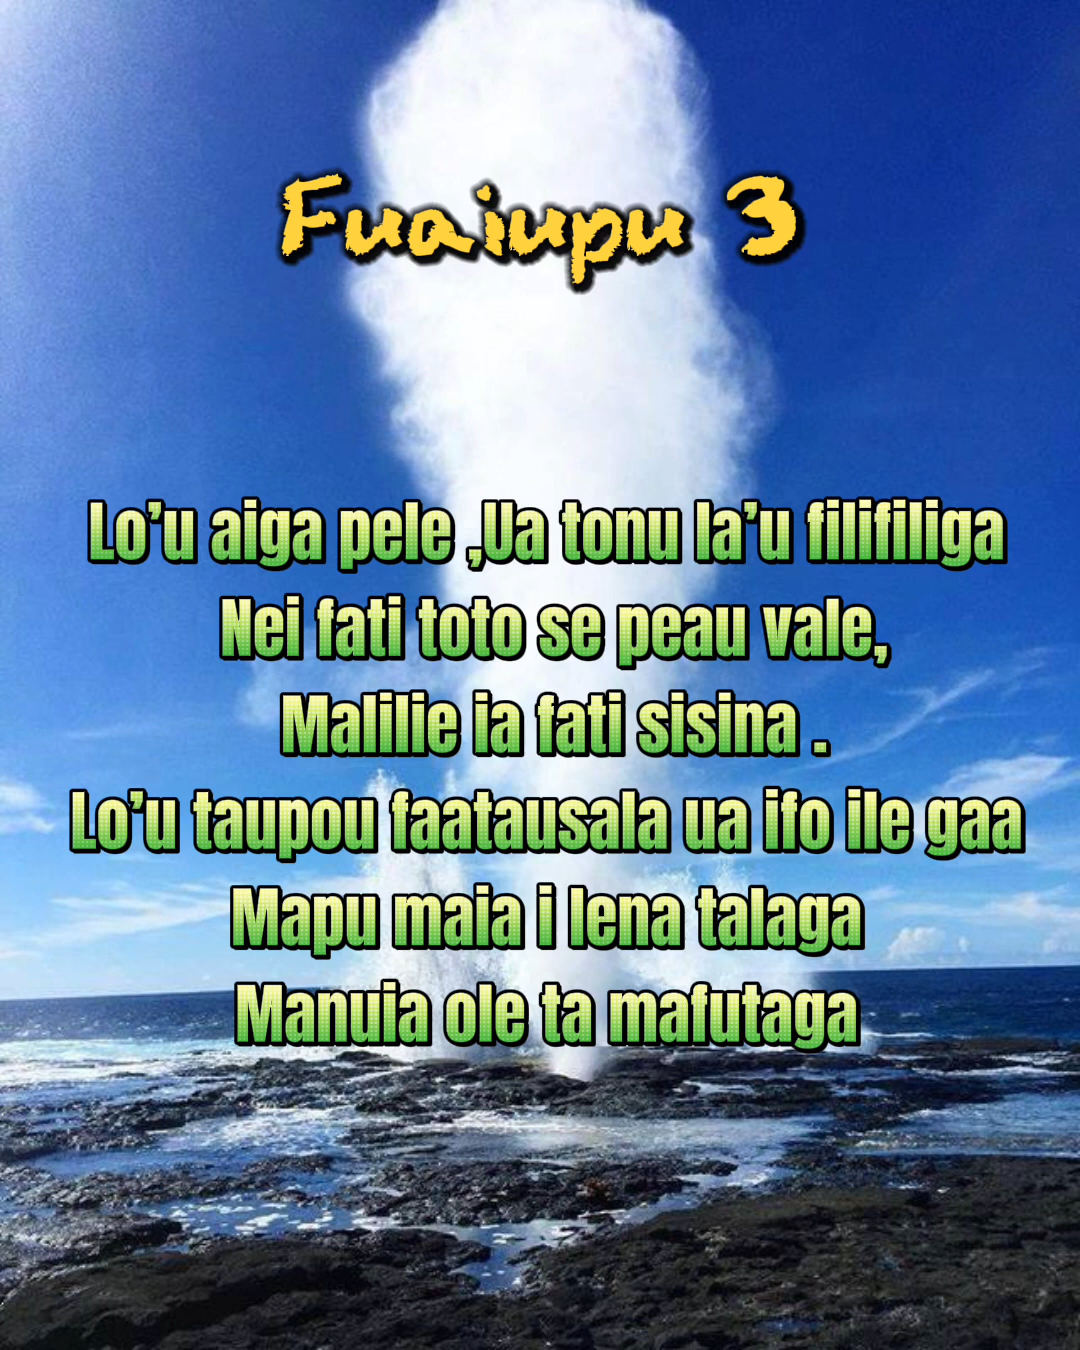 Fuaiupu 3
Lo’u aiga pele ,Ua tonu la’u filifiliga
Nei fati toto se peau vale,
Malilie ia fati sisina .
Lo’u taupou faatausala ua ifo ile gaa
Mapu maia i lena talaga
Manuia ole ta mafutaga